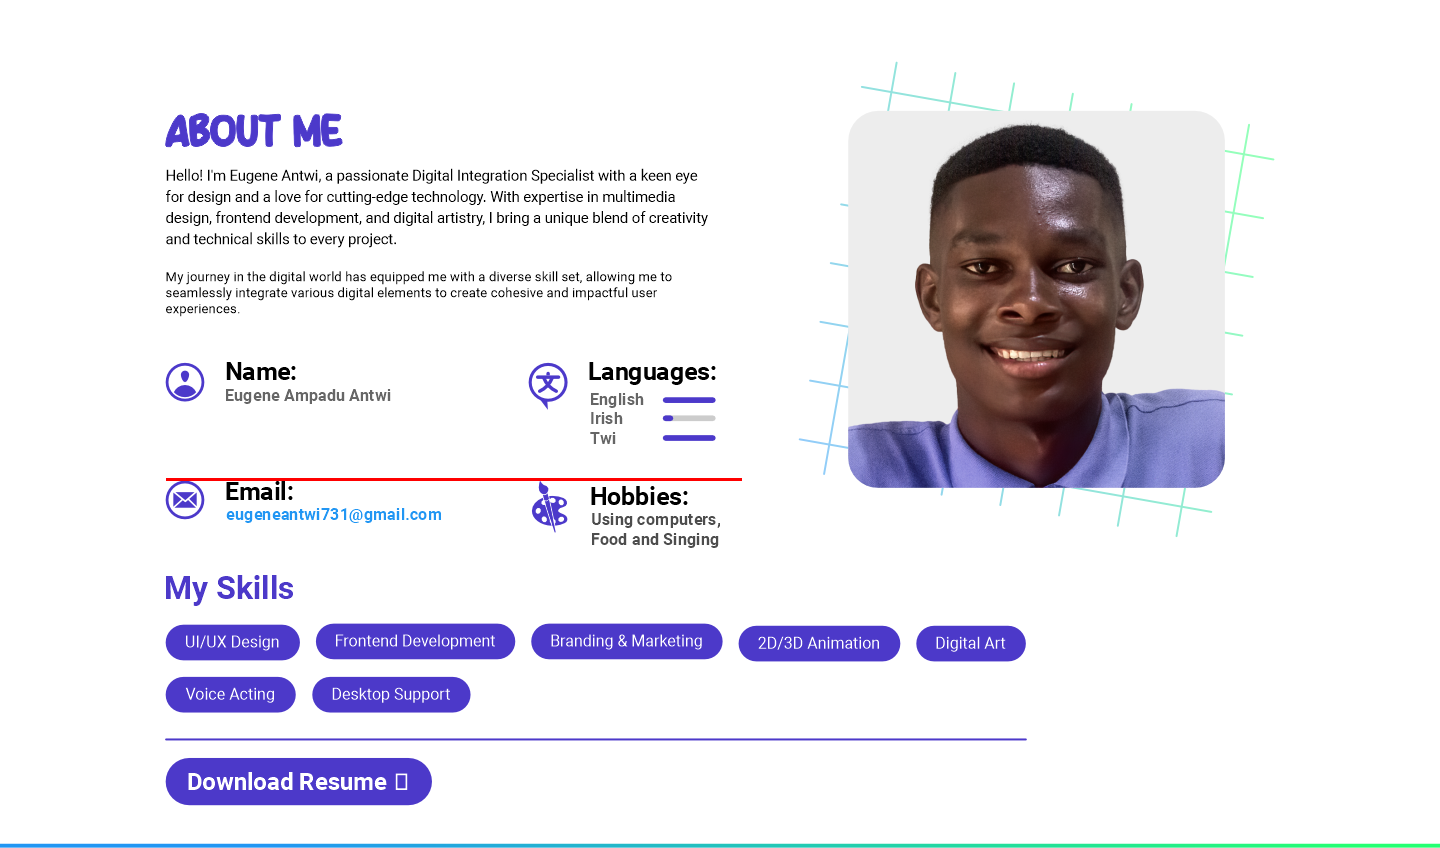 ABOUT ME
Hello! I'm Eugene Antwi, a passionate Digital Integration Specialist with a keen eye
for design and a love for cutting-edge technology. With expertise in multimedia
design, frontend development, and digital artistry, I bring a unique blend of creativity
and technical skills to every project.
My journey in the digital world has equipped me with a diverse skill set, allowing me to
seamlessly integrate various digital elements to create cohesive and impactful user
experiences.
Name:
Eugene Ampadu Antwi
Languages:
English
Irish
Twi
Email:
eugeneantwi731@gmail.com
Hobbies:
Using computers,
Food and Singing
My Skills
UI/UX Design
Frontend Development
Branding & Marketing
2D/3D Animation
Digital Art
Voice Acting
Desktop Support
Download Resume